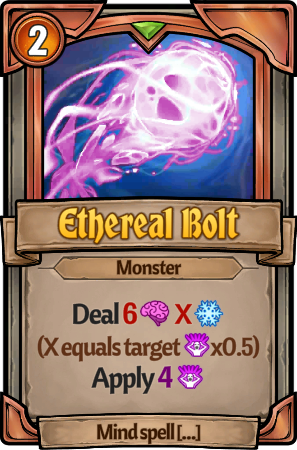 2
Ethereal Bolt
Monster
Deal 6 X
(X equals target x0.5)
Apply 4
Mind spell [...]